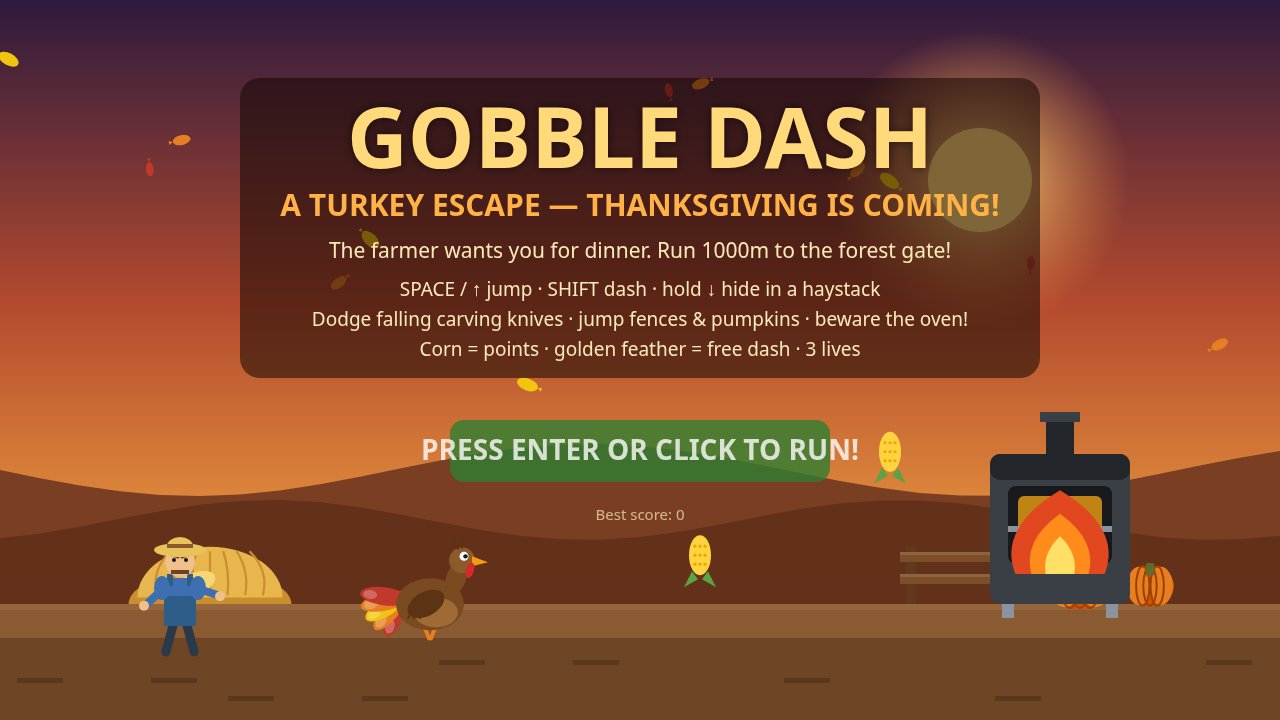 GOBBLE DASH
A TURKEY ESCAPE — THANKSGIVING IS COMING!
The farmer wants you for dinner. Run 1000m to the forest gate!
SPACE / ↑ jump · SHIFT dash · hold ↓ hide in a haystack
Dodge falling carving knives · jump fences & pumpkins · beware the oven!
Corn = points · golden feather = free dash · 3 lives
PRESS ENTER OR CLICK TO RUN!
Best score: 0